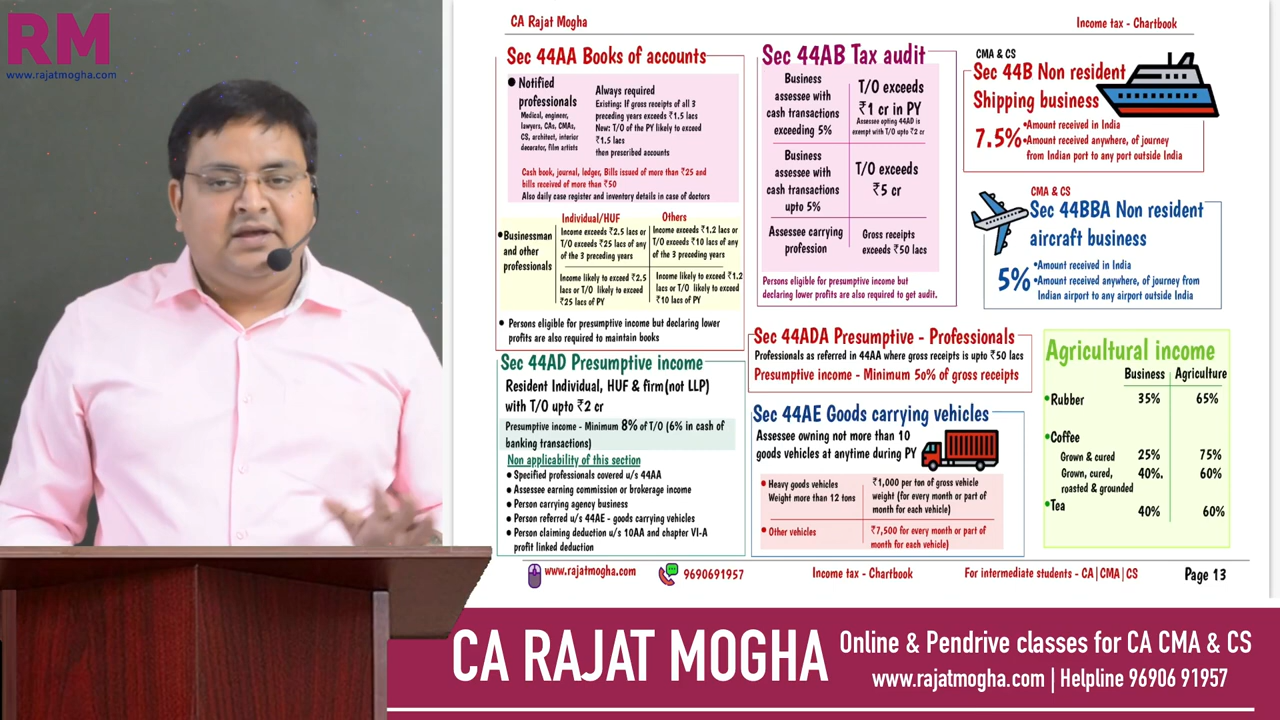 RM
www.rajatmogha.com
CA Rajat Mogha
Income tax - Chartbook
Sec 44AA Books of accounts
Notified
professionals
Medical, engineer,
lawyers, CAs, CMAs,
CS, architect, interior
decorator, film artists
Always required
Existing: If gross receipts of all 3
preceding years exceeds ₹1.5 lacs
New: T/O of the PY likely to exceed
₹1.5 lacs
then prescribed accounts
Cash book, journal, ledger, Bills issued of more than ₹25 and
bills received of more than ₹50
Also daily case register and inventory details in case of doctors
Individual/HUF
Others
Businessman
and other
professionals
Income exceeds ₹2.5 lacs or
T/O exceeds ₹25 lacs of any
of the 3 preceding years
Income exceeds ₹1.2 lacs or
T/O exceeds ₹10 lacs of any
of the 3 preceding years
Income likely to exceed ₹2.5
lacs or T/O likely to exceed
₹25 lacs of PY
Income likely to exceed ₹1.2
lacs or T/O likely to exceed
₹10 lacs of PY
Persons eligible for presumptive income but declaring lower
profits are also required to maintain books
Sec 44AD Presumptive income
Resident Individual, HUF & firm(not LLP)
with T/O upto ₹2 cr
Presumptive income - Minimum 8% of T/O (6% in cash of
banking transactions)
Non applicability of this section
Specified professionals covered u/s 44AA
Assessee earning commission or brokerage income
Person carrying agency business
Person referred u/s 44AE - goods carrying vehicles
Person claiming deduction u/s 10AA and chapter VI-A
profit linked deduction
Sec 44AB Tax audit
Business
assessee with
cash transactions
exceeding 5%
T/O exceeds
₹1 cr in PY
Assessee opting 44AD is
exempt with T/O upto ₹2 cr
Business
assessee with
cash transactions
upto 5%
T/O exceeds
₹5 cr
Assessee carrying
profession
Gross receipts
exceeds ₹50 lacs
Persons eligible for presumptive income but
declaring lower profits are also required to get audit.
CMA & CS
Sec 44B Non resident
Shipping business
7.5%
Amount received in India
Amount received anywhere, of journey
from Indian port to any port outside India
CMA & CS
Sec 44BBA Non resident
aircraft business
5%
Amount received in India
Amount received anywhere, of journey from
Indian airport to any airport outside India
Sec 44ADA Presumptive - Professionals
Professionals as referred in 44AA where gross receipts is upto ₹50 lacs
Presumptive income - Minimum 50% of gross receipts
Sec 44AE Goods carrying vehicles
Assessee owning not more than 10
goods vehicles at anytime during PY
Heavy goods vehicles
Weight more than 12 tons
₹1,000 per ton of gross vehicle
weight (for every month or part of
month for each vehicle)
Other vehicles
₹7,500 for every month or part of
month for each vehicle)
Agricultural income
Business Agriculture
Rubber 35% 65%
Coffee
Grown & cured 25% 75%
Grown, cured, 40%. 60%
roasted & grounded
Tea 40% 60%
www.rajatmogha.com
9690691957
Income tax - Chartbook
For intermediate students - CA|CMA|CS
Page 13
CA RAJAT MOGHA
Online & Pendrive classes for CA CMA & CS
www.rajatmogha.com | Helpline 96906 91957